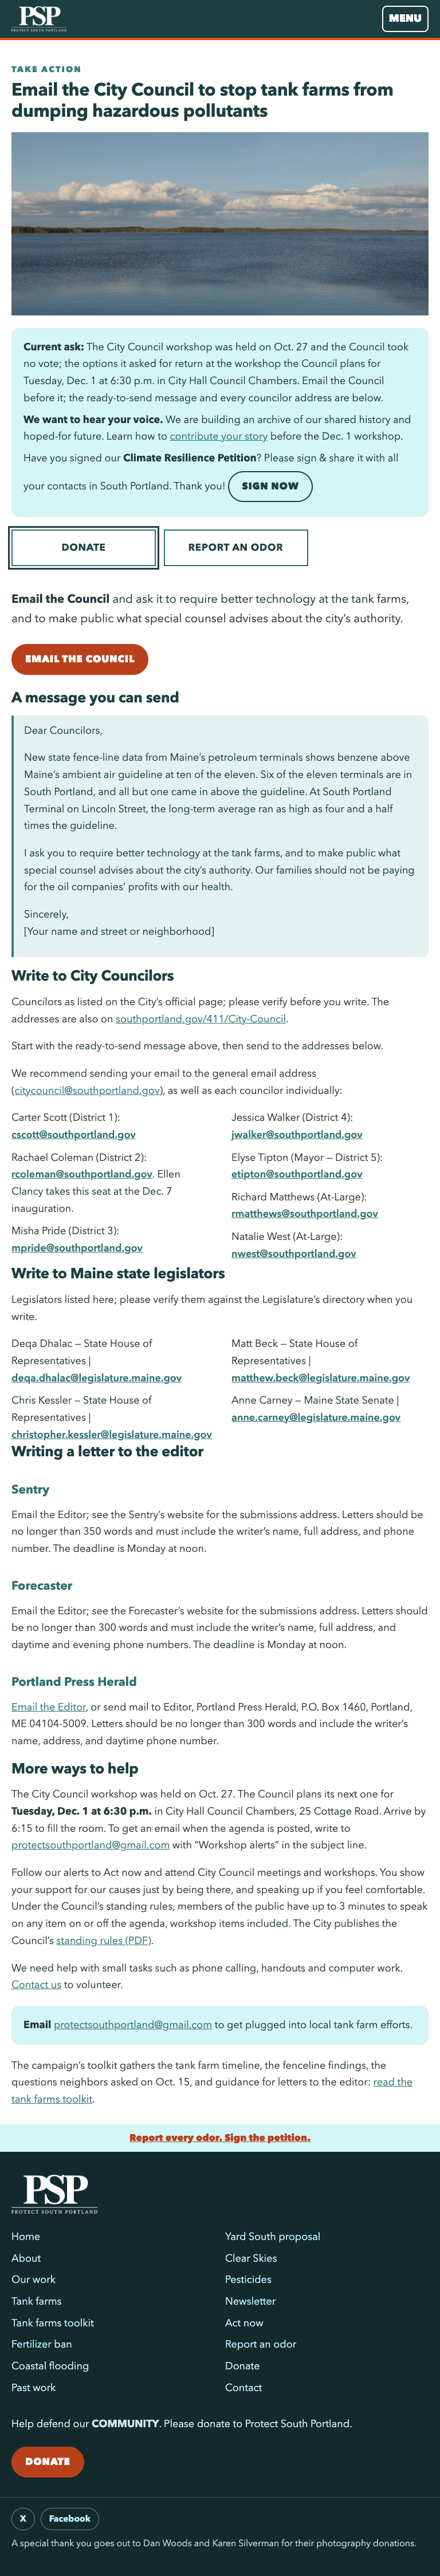 PSP
PROTECT SOUTH PORTLAND
MENU
TAKE ACTION
Email the City Council to stop tank farms from
dumping hazardous pollutants
Current ask: The City Council workshop was held on Oct. 27 and the Council took
no vote; the options it asked for return at the workshop the Council plans for
Tuesday, Dec. 1 at 6:30 p.m. in City Hall Council Chambers. Email the Council
before it; the ready-to-send message and every councilor address are below.
We want to hear your voice. We are building an archive of our shared history and
hoped-for future. Learn how to contribute your story before the Dec. 1 workshop.
Have you signed our Climate Resilience Petition? Please sign & share it with all
your contacts in South Portland. Thank you! SIGN NOW
DONATE
REPORT AN ODOR
Email the Council and ask it to require better technology at the tank farms,
and to make public what special counsel advises about the city’s authority.
EMAIL THE COUNCIL
A message you can send
Dear Councilors,
New state fence-line data from Maine’s petroleum terminals shows benzene above
Maine’s ambient air guideline at ten of the eleven. Six of the eleven terminals are in
South Portland, and all but one came in above the guideline. At South Portland
Terminal on Lincoln Street, the long-term average ran as high as four and a half
times the guideline.
I ask you to require better technology at the tank farms, and to make public what
special counsel advises about the city’s authority. Our families should not be paying
for the oil companies’ profits with our health.
Sincerely,
[Your name and street or neighborhood]
Write to City Councilors
Councilors as listed on the City’s official page; please verify before you write. The
addresses are also on southportland.gov/411/City-Council.
Start with the ready-to-send message above, then send to the addresses below.
We recommend sending your email to the general email address
(citycouncil@southportland.gov), as well as each councilor individually:
Carter Scott (District 1):
cscott@southportland.gov
Rachael Coleman (District 2):
rcoleman@southportland.gov. Ellen
Clancy takes this seat at the Dec. 7
inauguration.
Misha Pride (District 3):
mpride@southportland.gov
Jessica Walker (District 4):
jwalker@southportland.gov
Elyse Tipton (Mayor — District 5):
etipton@southportland.gov
Richard Matthews (At-Large):
rmatthews@southportland.gov
Natalie West (At-Large):
nwest@southportland.gov
Write to Maine state legislators
Legislators listed here; please verify them against the Legislature’s directory when you
write.
Deqa Dhalac — State House of
Representatives |
deqa.dhalac@legislature.maine.gov
Chris Kessler — State House of
Representatives |
christopher.kessler@legislature.maine.gov
Matt Beck — State House of
Representatives |
matthew.beck@legislature.maine.gov
Anne Carney — Maine State Senate |
anne.carney@legislature.maine.gov
Writing a letter to the editor
Sentry
Email the Editor; see the Sentry’s website for the submissions address. Letters should be
no longer than 350 words and must include the writer’s name, full address, and phone
number. The deadline is Monday at noon.
Forecaster
Email the Editor; see the Forecaster’s website for the submissions address. Letters should
be no longer than 300 words and must include the writer’s name, full address, and
daytime and evening phone numbers. The deadline is Monday at noon.
Portland Press Herald
Email the Editor, or send mail to Editor, Portland Press Herald, P.O. Box 1460, Portland,
ME 04104-5009. Letters should be no longer than 300 words and include the writer’s
name, address, and daytime phone number.
More ways to help
The City Council workshop was held on Oct. 27. The Council plans its next one for
Tuesday, Dec. 1 at 6:30 p.m. in City Hall Council Chambers, 25 Cottage Road. Arrive by
6:15 to fill the room. To get an email when the agenda is posted, write to
protectsouthportland@gmail.com with “Workshop alerts” in the subject line.
Follow our alerts to Act now and attend City Council meetings and workshops. You show
your support for our causes just by being there, and speaking up if you feel comfortable.
Under the Council’s standing rules, members of the public have up to 3 minutes to speak
on any item on or off the agenda, workshop items included. The City publishes the
Council’s standing rules (PDF).
We need help with small tasks such as phone calling, handouts and computer work.
Contact us to volunteer.
Email protectsouthportland@gmail.com to get plugged into local tank farm efforts.
The campaign’s toolkit gathers the tank farm timeline, the fenceline findings, the
questions neighbors asked on Oct. 15, and guidance for letters to the editor: read the
tank farms toolkit.
Report every odor. Sign the petition.
PSP
PROTECT SOUTH PORTLAND
Home
About
Our work
Tank farms
Tank farms toolkit
Fertilizer ban
Coastal flooding
Past work
Yard South proposal
Clear Skies
Pesticides
Newsletter
Act now
Report an odor
Donate
Contact
Help defend our COMMUNITY. Please donate to Protect South Portland.
DONATE
X
Facebook
A special thank you goes out to Dan Woods and Karen Silverman for their photography donations.